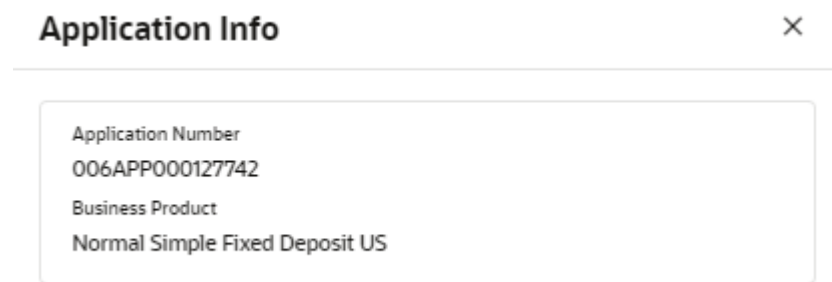 Application Info
Application Number
006APP000127742
Business Product
Normal Simple Fixed Deposit US